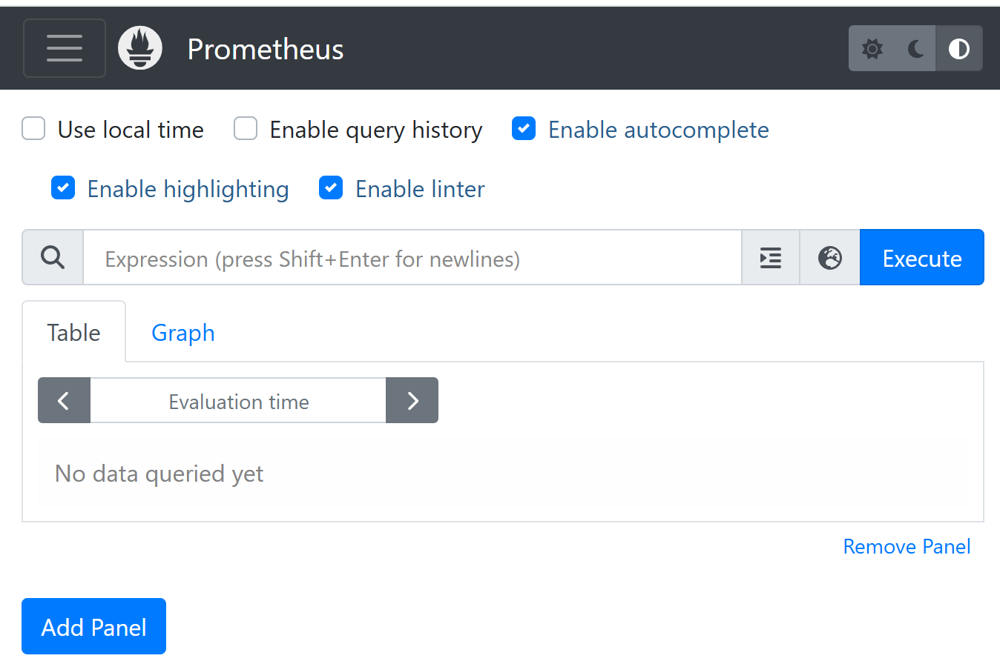 Prometheus
Use local time Enable query history Enable autocomplete
Enable highlighting Enable linter
Expression (press Shift+Enter for newlines) Execute
Table Graph
Evaluation time
No data queried yet
Remove Panel
Add Panel